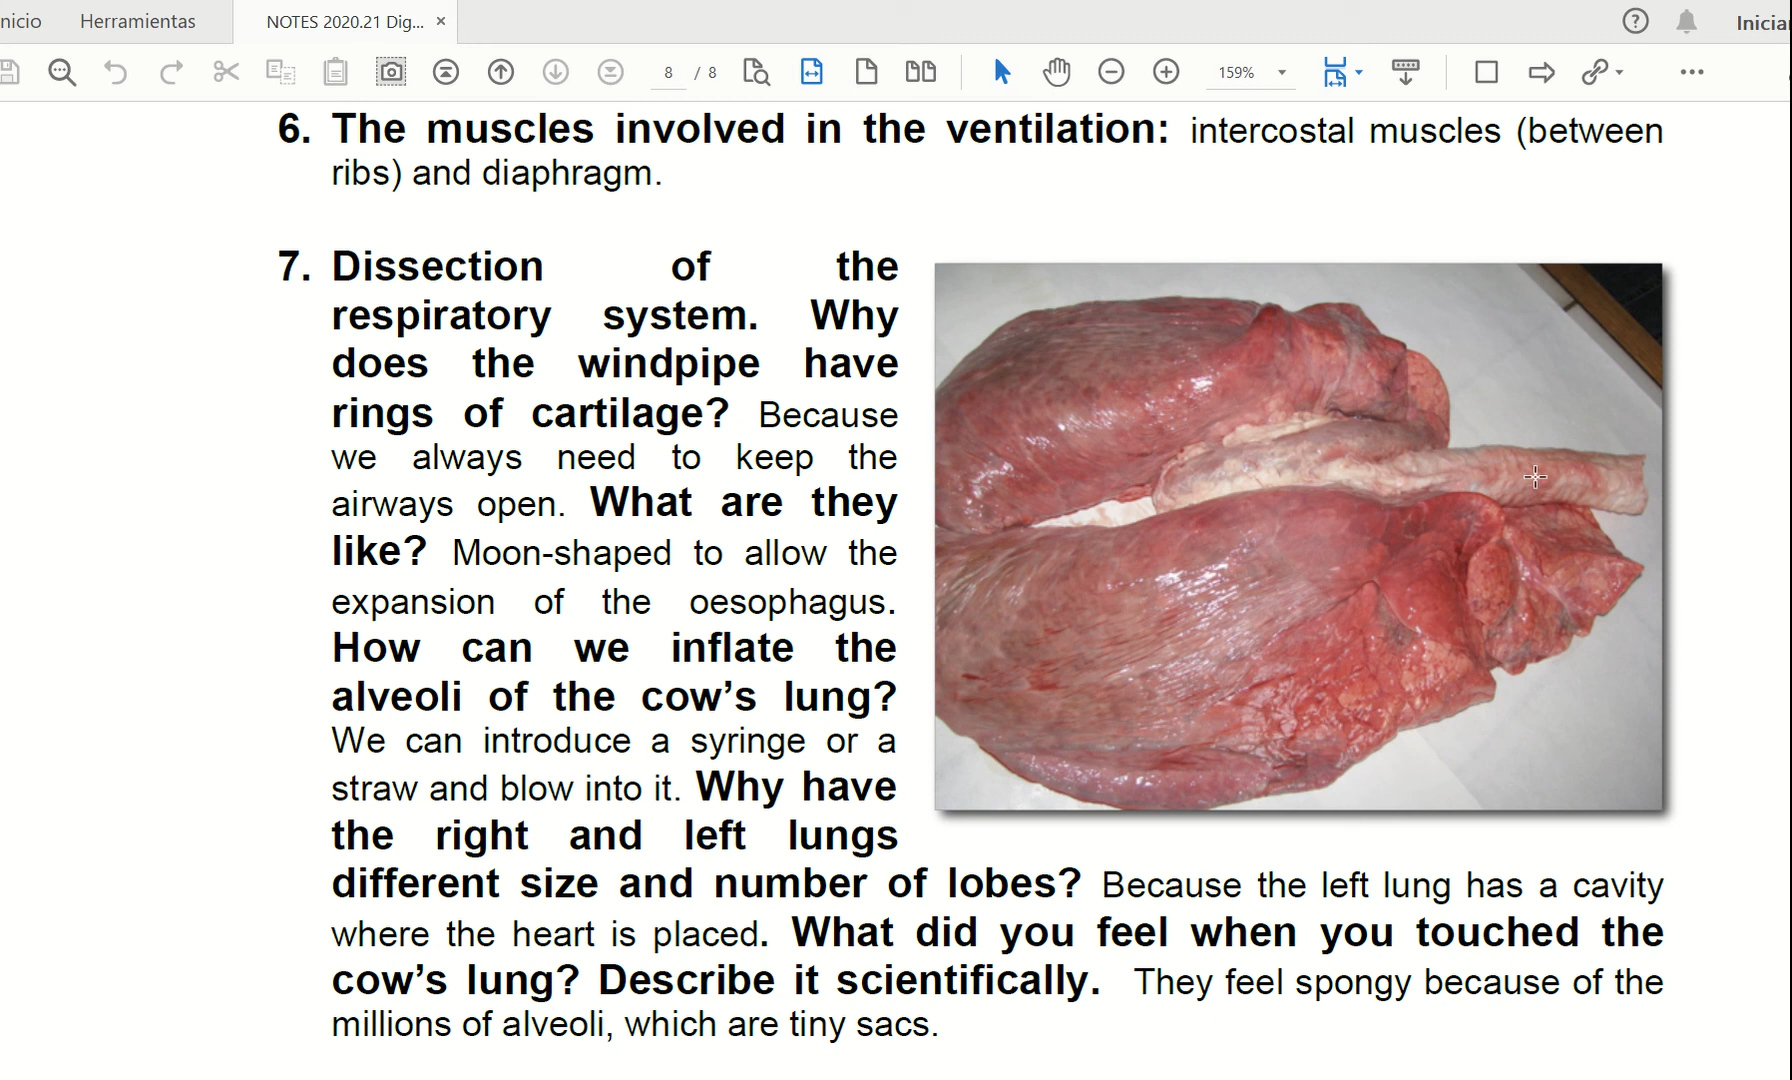 nicio
Herramientas
NOTES 2020.21 Dig... ×
Inicia
8 / 8
159%
6. The muscles involved in the ventilation: intercostal muscles (between
ribs) and diaphragm.
7. Dissection of the
respiratory system. Why
does the windpipe have
rings of cartilage? Because
we always need to keep the
airways open. What are they
like? Moon-shaped to allow the
expansion of the oesophagus.
How can we inflate the
alveoli of the cow’s lung?
We can introduce a syringe or a
straw and blow into it. Why have
the right and left lungs
different size and number of lobes? Because the left lung has a cavity
where the heart is placed. What did you feel when you touched the
cow’s lung? Describe it scientifically. They feel spongy because of the
millions of alveoli, which are tiny sacs.